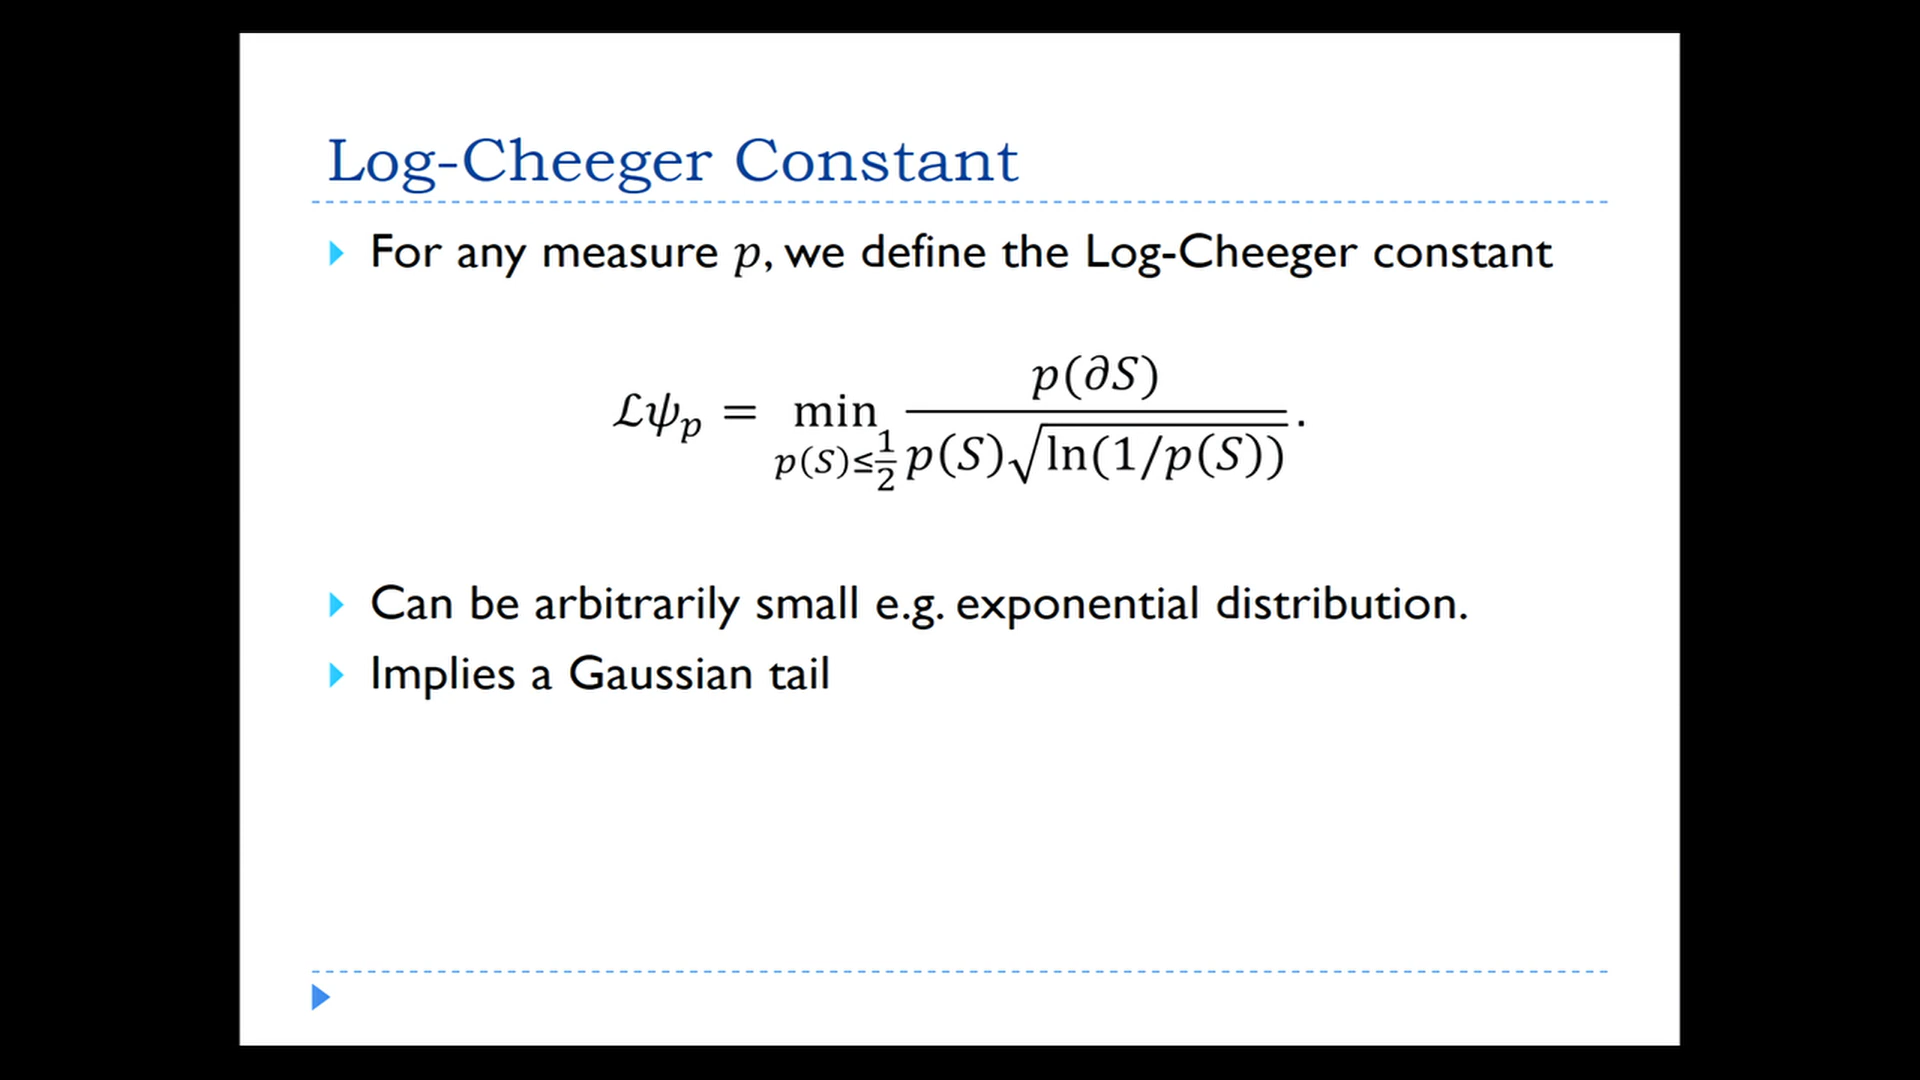 Log-Cheeger Constant
For any measure p, we define the Log-Cheeger constant
ℒψ_p = min_{p(S)≤1/2} p(∂S) / (p(S)√(ln(1/p(S)))).
Can be arbitrarily small e.g. exponential distribution.
Implies a Gaussian tail